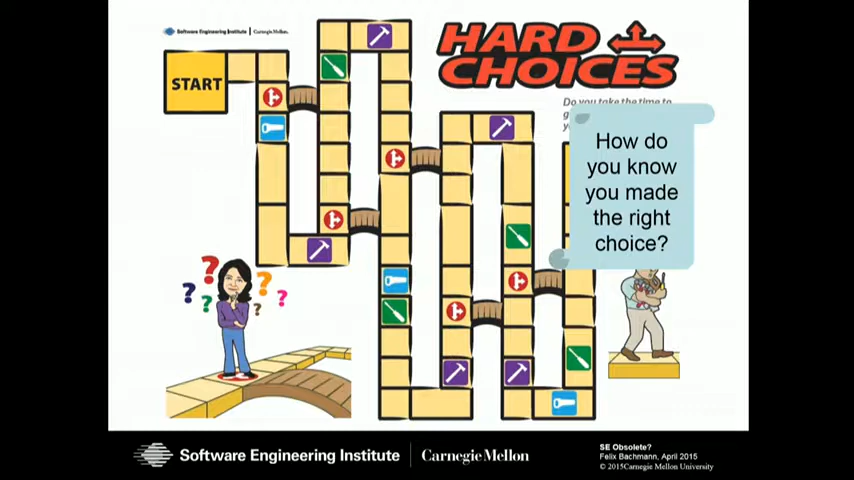 Software Engineering Institute | Carnegie Mellon.
HARD
CHOICES
START
Do you take the time to
How do
you know
you made
the right
choice?
?
?
?
?
?
?
Software Engineering Institute | Carnegie Mellon
SE Obsolete?
Felix Bachmann, April 2015
© 2015Carnegie Mellon University